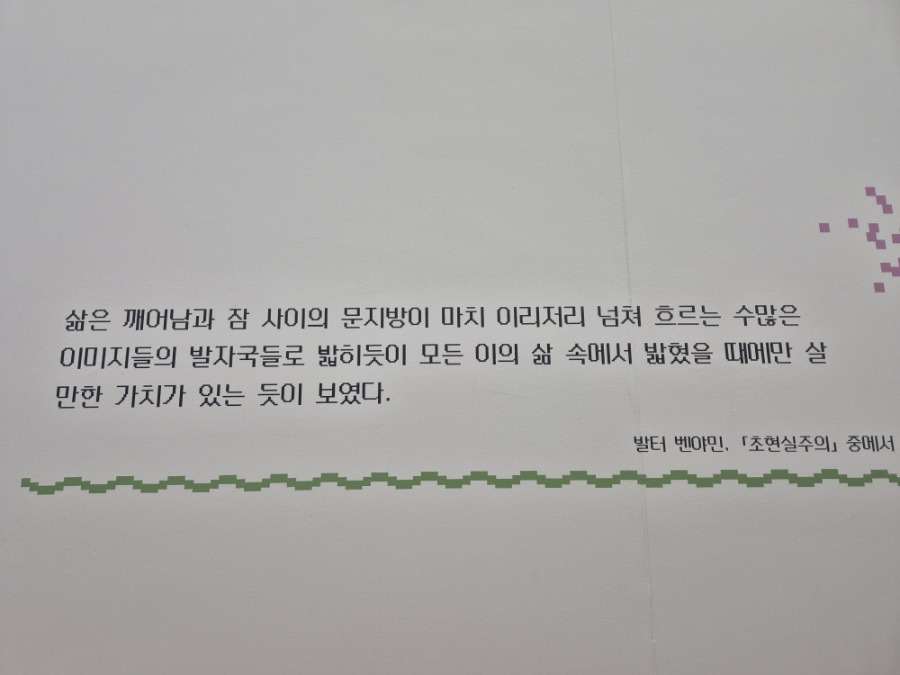 삶은 깨어남과 잠 사이의 문지방이 마치 이리저리 넘쳐 흐르는 수많은
이미지들의 발자국들로 밟히듯이 모든 이의 삶 속에서 밟혔을 때에만 살
만한 가치가 있는 듯이 보였다.
발터 벤야민, 「초현실주의」 중에서